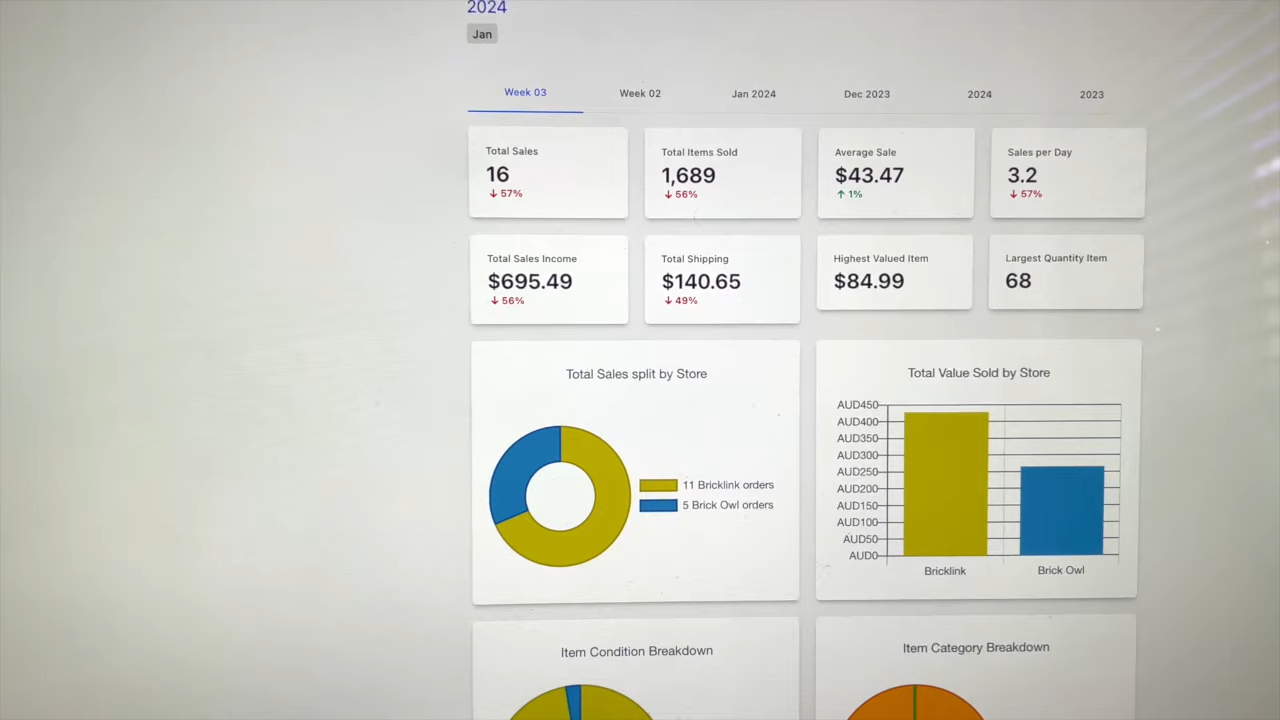 2024
Jan
Week 03
Week 02
Jan 2024
Dec 2023
2024
2023
Total Sales
16
↓ 57%
Total Items Sold
1,689
↓ 56%
Average Sale
$43.47
↑ 1%
Sales per Day
3.2
↓ 57%
Total Sales Income
$695.49
↓ 56%
Total Shipping
$140.65
↓ 49%
Highest Valued Item
$84.99
Largest Quantity Item
68
Total Sales split by Store
11 Bricklink orders
5 Brick Owl orders
Total Value Sold by Store
AUD450
AUD400
AUD350
AUD300
AUD250
AUD200
AUD150
AUD100
AUD50
AUD0
Bricklink
Brick Owl
Item Condition Breakdown
Item Category Breakdown